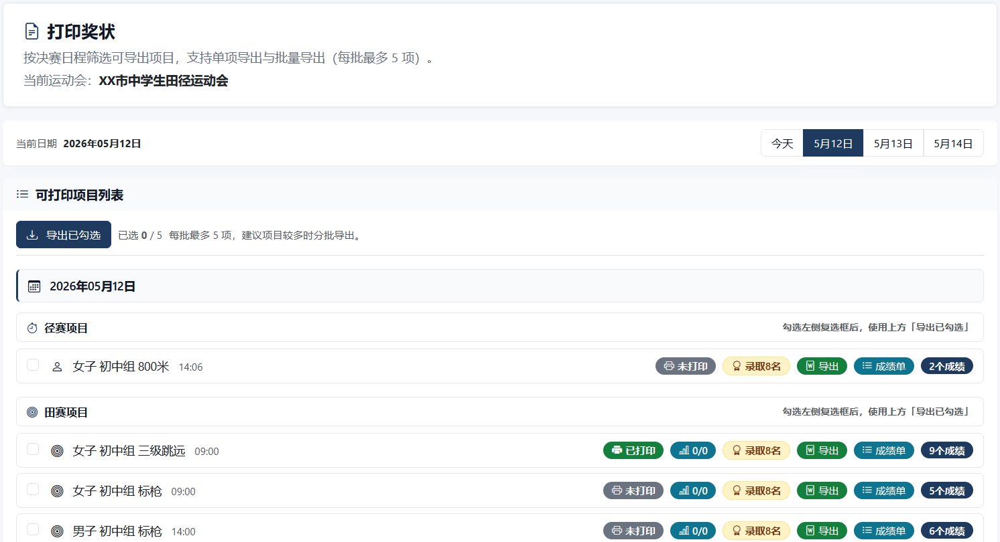 打印奖状
按决赛日程筛选可导出项目，支持单项导出与批量导出（每批最多 5 项）。
当前运动会：XX市中学生田径运动会
当前日期 2026年05月12日 今天 5月12日 5月13日 5月14日
可打印项目列表
导出已勾选 已选 0 / 5 每批最多 5 项，建议项目较多时分批导出。
2026年05月12日
径赛项目 勾选左侧复选框后，使用上方「导出已勾选」
女子 初中组 800米 14:06 未打印 录取8名 导出 成绩单 2个成绩
田赛项目 勾选左侧复选框后，使用上方「导出已勾选」
女子 初中组 三级跳远 09:00 已打印 0/0 录取8名 导出 成绩单 9个成绩
女子 初中组 标枪 09:00 未打印 0/0 录取8名 导出 成绩单 5个成绩
男子 初中组 标枪 14:00 未打印 0/0 录取8名 导出 成绩单 6个成绩